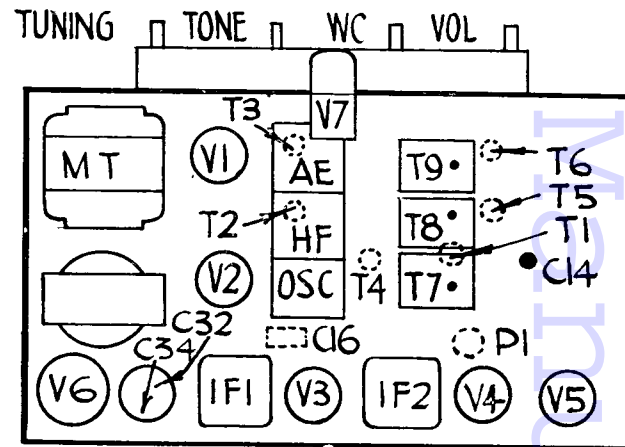 TUNING TONE WC VOL
T3 V7
MT V1 AE T9 T6
T5
T2 HF T8 T1
V2 OSC T4 T7 C14
C32
C34 C16 P1
V6 IF1 V3 IF2 V4 V5
Manu